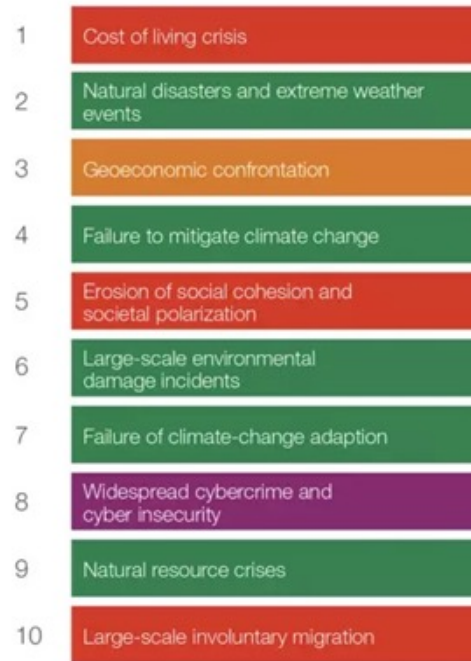 1 Cost of living crisis
2 Natural disasters and extreme weather
events
3 Geoeconomic confrontation
4 Failure to mitigate climate change
5 Erosion of social cohesion and
societal polarization
6 Large-scale environmental
damage incidents
7 Failure of climate-change adaption
8 Widespread cybercrime and
cyber insecurity
9 Natural resource crises
10 Large-scale involuntary migration